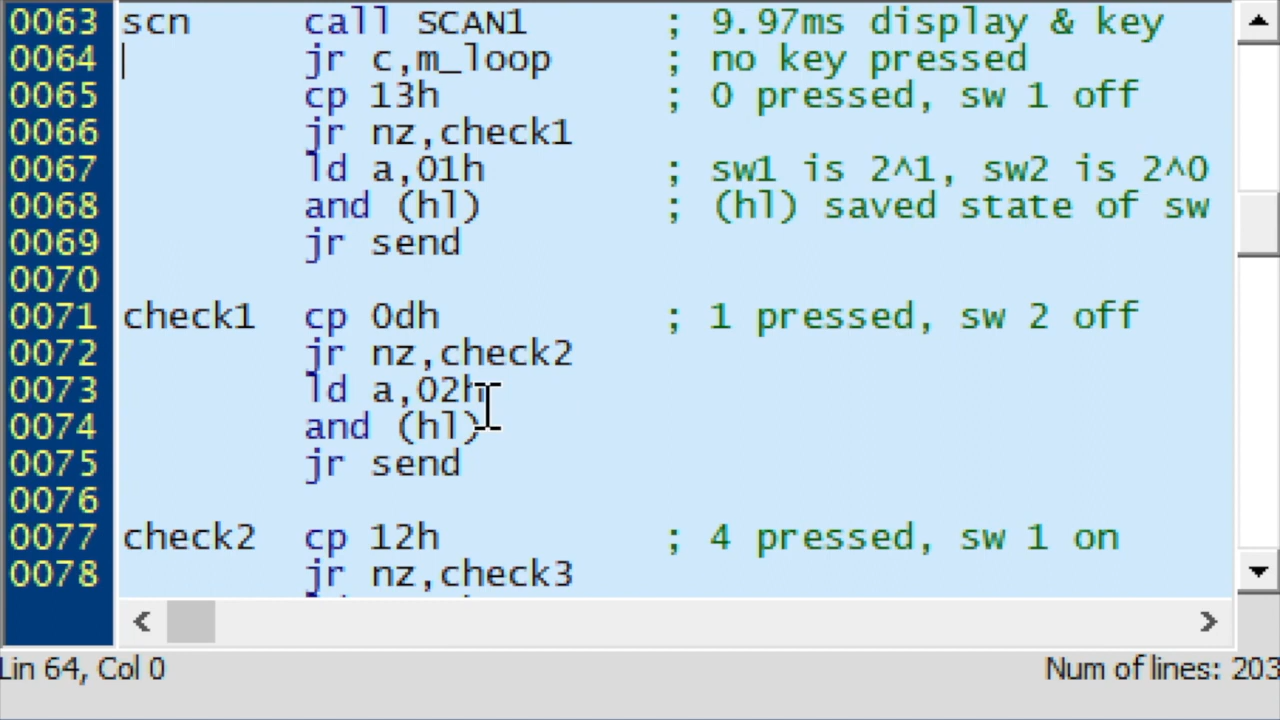 0063 scn call SCAN1 ; 9.97ms display & key
0064 jr c,m_loop ; no key pressed
0065 cp 13h ; 0 pressed, sw 1 off
0066 jr nz,check1
0067 ld a,01h ; sw1 is 2^1, sw2 is 2^0
0068 and (hl) ; (hl) saved state of sw
0069 jr send
0070
0071 check1 cp 0dh ; 1 pressed, sw 2 off
0072 jr nz,check2
0073 ld a,02h
0074 and (hl)
0075 jr send
0076
0077 check2 cp 12h ; 4 pressed, sw 1 on
0078 jr nz,check3
Lin 64, Col 0 Num of lines: 203